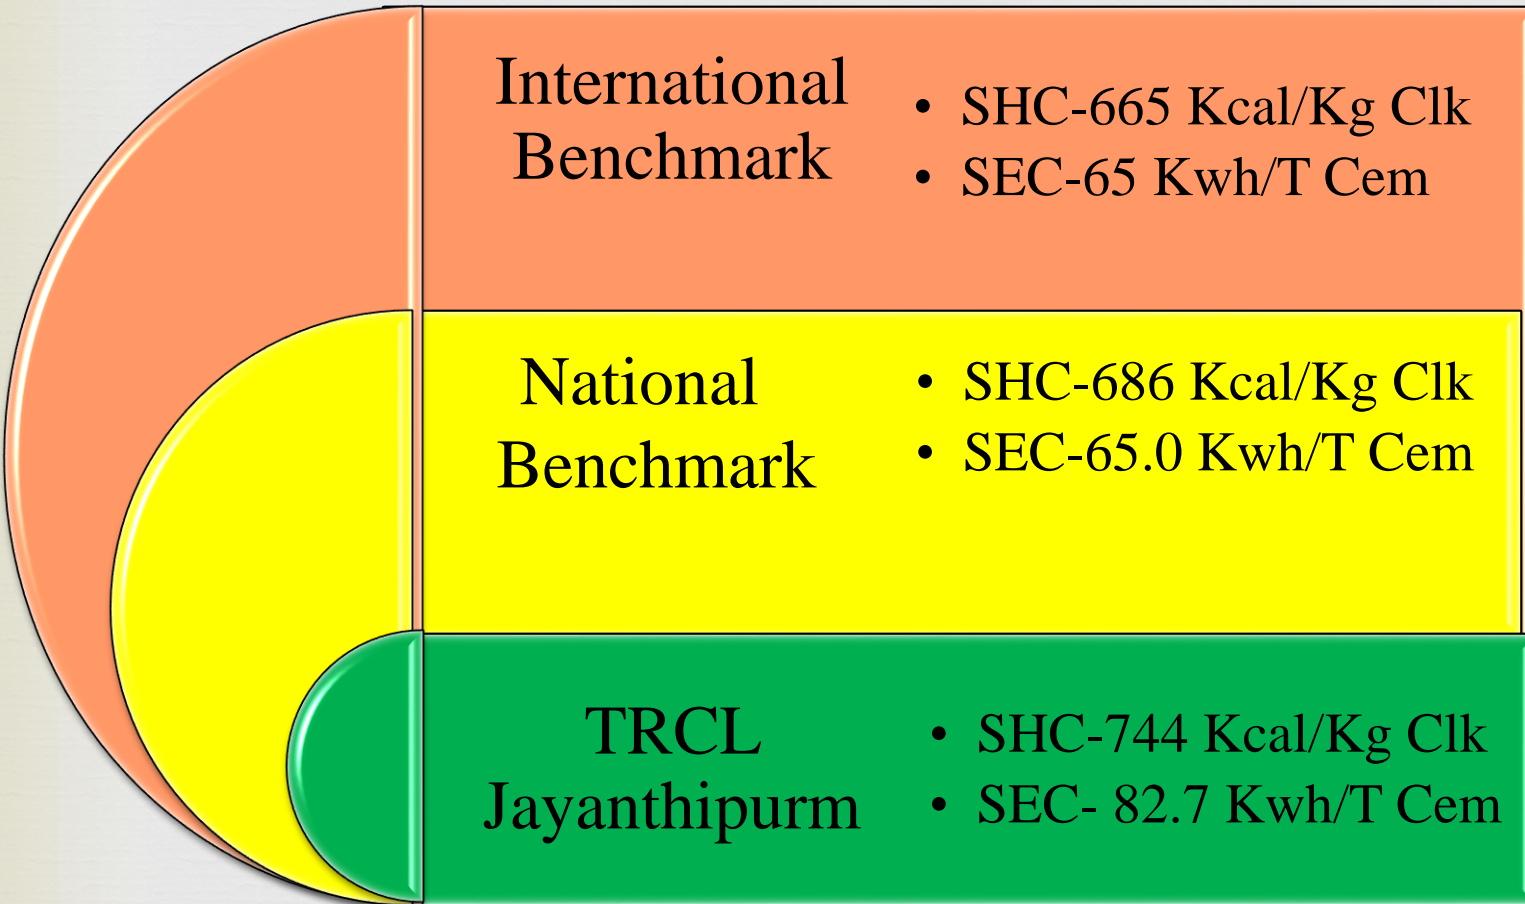 International
Benchmark
• SHC-665 Kcal/Kg Clk
• SEC-65 Kwh/T Cem
National
Benchmark
• SHC-686 Kcal/Kg Clk
• SEC-65.0 Kwh/T Cem
TRCL
Jayanthipurm
• SHC-744 Kcal/Kg Clk
• SEC- 82.7 Kwh/T Cem